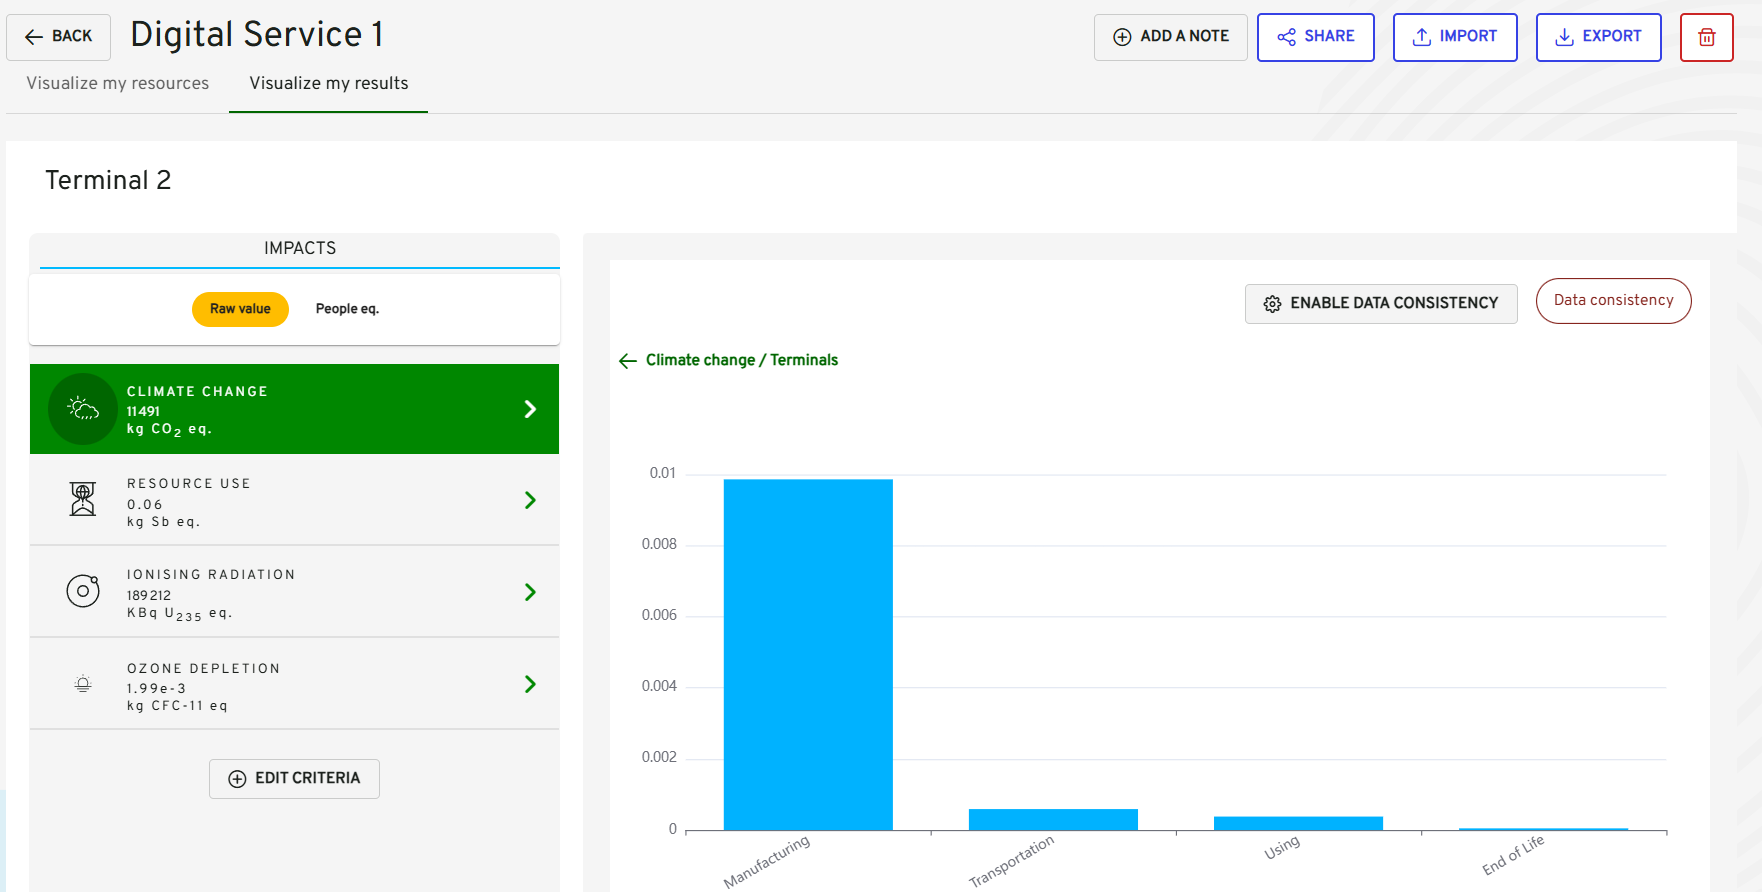 BACK
Digital Service 1
ADD A NOTE
SHARE
IMPORT
EXPORT
Visualize my resources
Visualize my results
Terminal 2
IMPACTS
Raw value
People eq.
CLIMATE CHANGE
11491
kg CO₂ eq.
RESOURCE USE
0.06
kg Sb eq.
IONISING RADIATION
189212
KBq U₂₃₅ eq.
OZONE DEPLETION
1.99e-3
kg CFC-11 eq
EDIT CRITERIA
ENABLE DATA CONSISTENCY
Data consistency
Climate change / Terminals
0.01
0.008
0.006
0.004
0.002
0
Manufacturing
Transportation
Using
End of Life